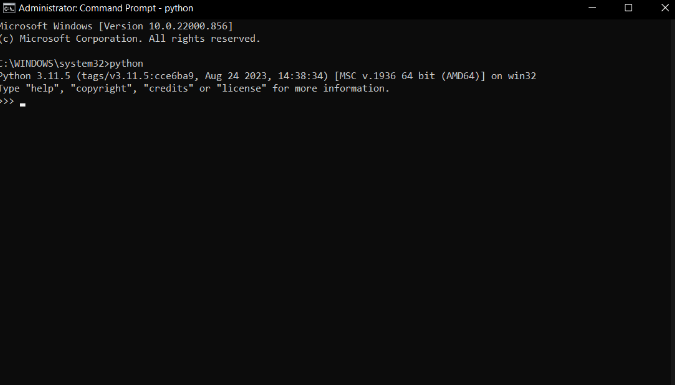 Administrator: Command Prompt - python
Microsoft Windows [Version 10.0.22000.856]
(c) Microsoft Corporation. All rights reserved.
C:\WINDOWS\system32>python
Python 3.11.5 (tags/v3.11.5:cce6ba9, Aug 24 2023, 14:38:34) [MSC v.1936 64 bit (AMD64)] on win32
Type "help", "copyright", "credits" or "license" for more information.
>>>